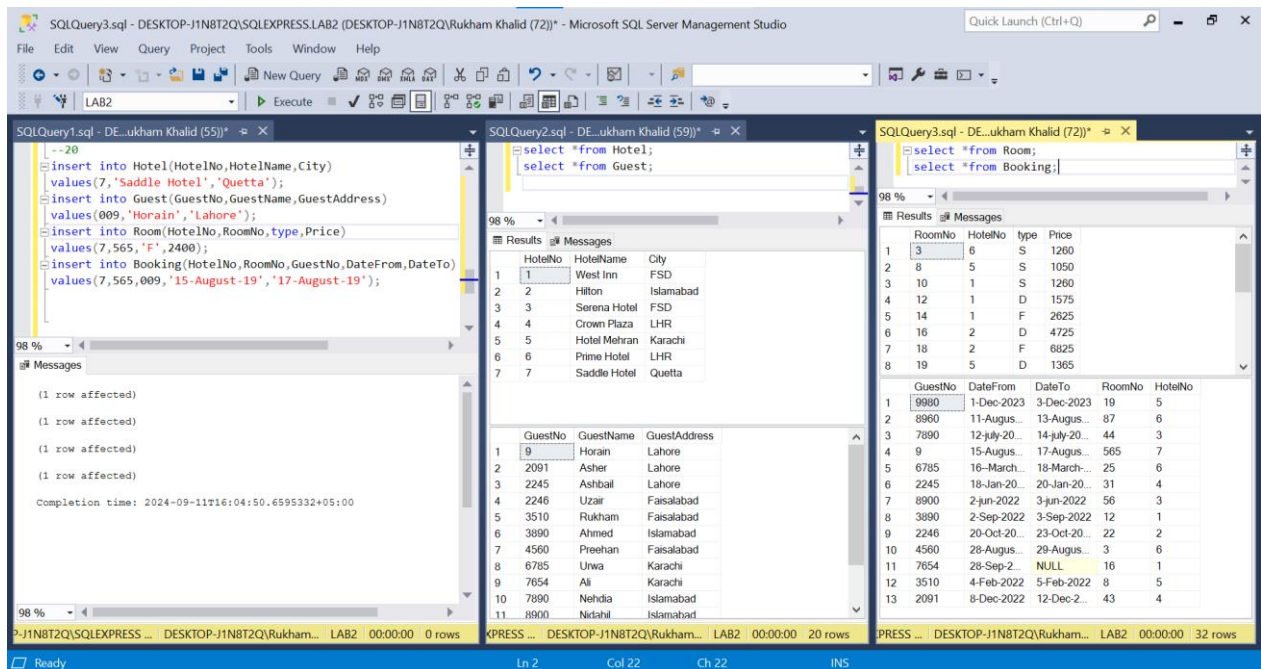 SQLQuery3.sql - DESKTOP-J1N8T2Q\SQLEXPRESS.LAB2 (DESKTOP-J1N8T2Q\Rukham Khalid (72))* - Microsoft SQL Server Management Studio
Quick Launch (Ctrl+Q)
File Edit View Query Project Tools Window Help
New Query MDX DMX XMLA DAX
LAB2 Execute
SQLQuery1.sql - DE...ukham Khalid (55))*
--20
insert into Hotel(HotelNo,HotelName,City)
values(7,'Saddle Hotel','Quetta');
insert into Guest(GuestNo,GuestName,GuestAddress)
values(009,'Horain','Lahore');
insert into Room(HotelNo,RoomNo,type,Price)
values(7,565,'F',2400);
insert into Booking(HotelNo,RoomNo,GuestNo,DateFrom,DateTo)
values(7,565,009,'15-August-19','17-August-19');
98 %
Messages
(1 row affected)
(1 row affected)
(1 row affected)
(1 row affected)
Completion time: 2024-09-11T16:04:50.6595332+05:00
98 %
P-J1N8T2Q\SQLEXPRESS ... DESKTOP-J1N8T2Q\Rukham... LAB2 00:00:00 0 rows
SQLQuery2.sql - DE...ukham Khalid (59))*
select *from Hotel;
select *from Guest;
98 %
Results Messages
HotelNo HotelName City
1 1 West Inn FSD
2 2 Hilton Islamabad
3 3 Serena Hotel FSD
4 4 Crown Plaza LHR
5 5 Hotel Mehran Karachi
6 6 Prime Hotel LHR
7 7 Saddle Hotel Quetta
GuestNo GuestName GuestAddress
1 9 Horain Lahore
2 2091 Asher Lahore
3 2245 Ashbail Lahore
4 2246 Uzair Faisalabad
5 3510 Rukham Faisalabad
6 3890 Ahmed Islamabad
7 4560 Preehan Faisalabad
8 6785 Urwa Karachi
9 7654 Ali Karachi
10 7890 Nehdia Islamabad
11 8900 Nidahil Islamabad
(PRESS ... DESKTOP-J1N8T2Q\Rukham... LAB2 00:00:00 20 rows
SQLQuery3.sql - DE...ukham Khalid (72))*
select *from Room;
select *from Booking;
98 %
Results Messages
RoomNo HotelNo type Price
1 3 6 S 1260
2 8 5 S 1050
3 10 1 S 1260
4 12 1 D 1575
5 14 1 F 2625
6 16 2 D 4725
7 18 2 F 6825
8 19 5 D 1365
GuestNo DateFrom DateTo RoomNo HotelNo
1 9980 1-Dec-2023 3-Dec-2023 19 5
2 8960 11-Augus... 13-Augus... 87 6
3 7890 12-july-20... 14-july-20... 44 3
4 9 15-Augus... 17-Augus... 565 7
5 6785 16--March... 18-March-... 25 6
6 2245 18-Jan-20... 20-Jan-20... 31 4
7 8900 2-jun-2022 3-jun-2022 56 3
8 3890 2-Sep-2022 3-Sep-2022 12 1
9 2246 20-Oct-20... 23-Oct-20... 22 2
10 4560 28-Augus... 29-Augus... 3 6
11 7654 28-Sep-2... NULL 16 1
12 3510 4-Feb-2022 5-Feb-2022 8 5
13 2091 8-Dec-2022 12-Dec-2... 43 4
(PRESS ... DESKTOP-J1N8T2Q\Rukham... LAB2 00:00:00 32 rows
Ready Ln 2 Col 22 Ch 22 INS